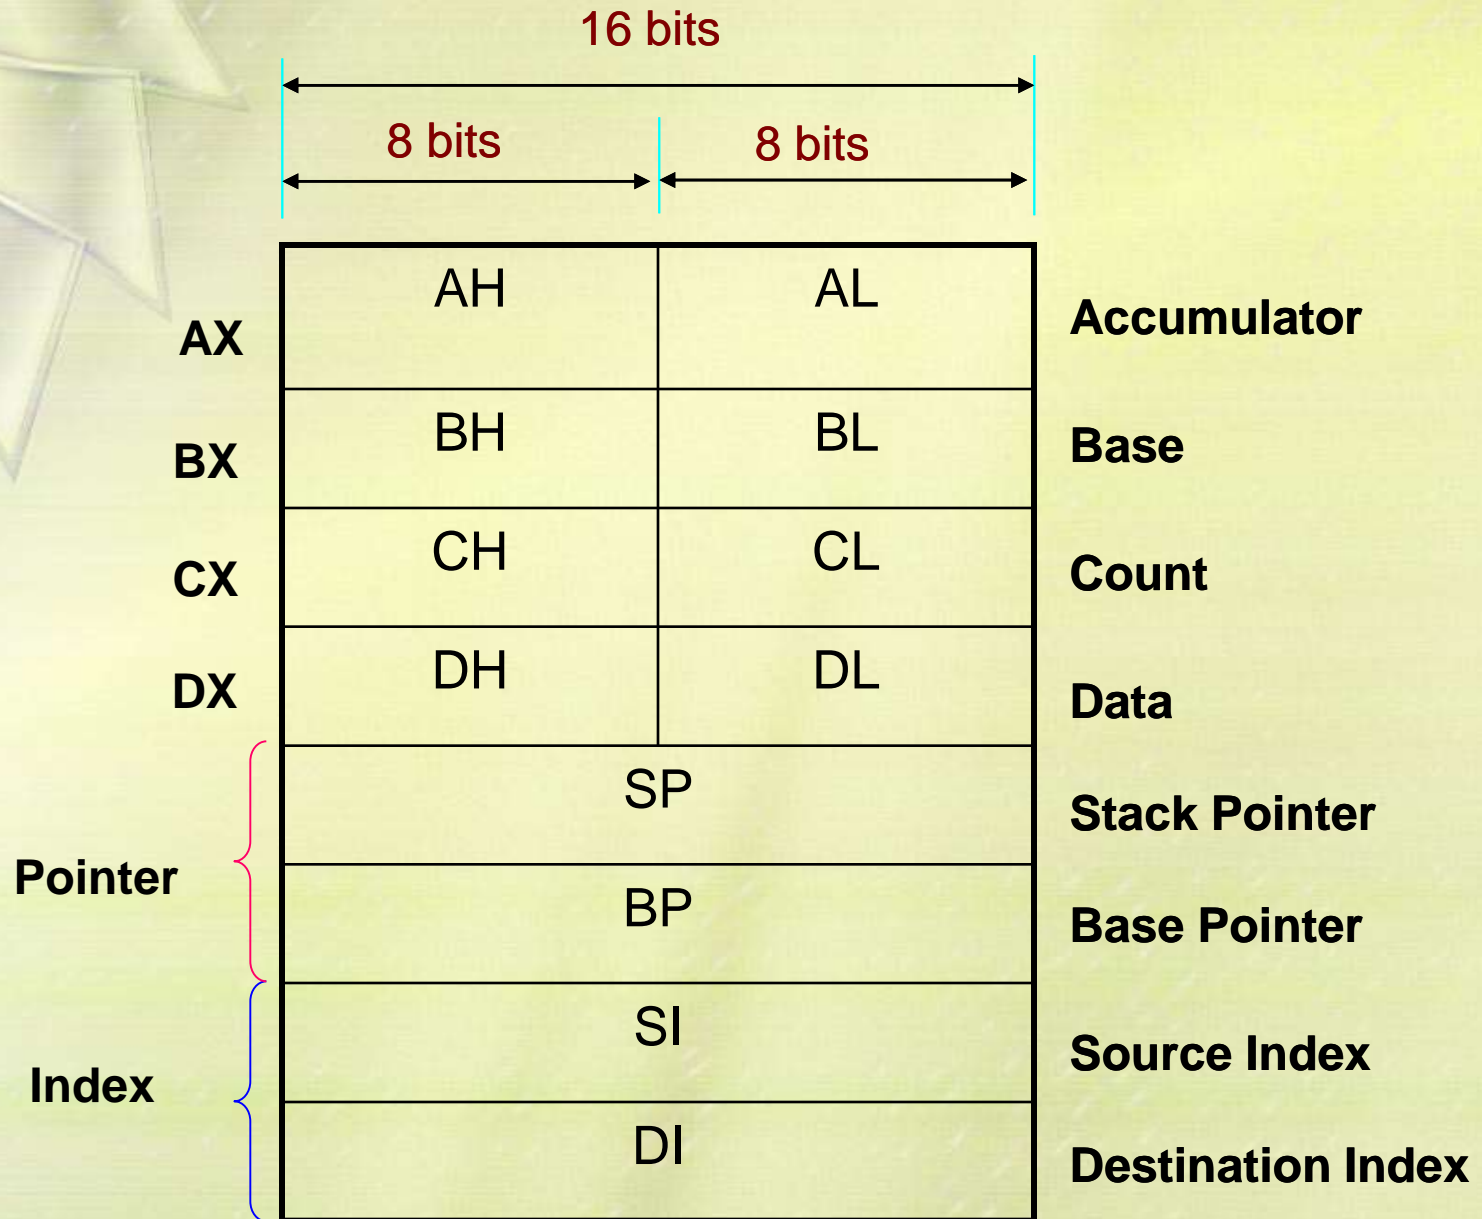 16 bits
8 bits 8 bits
AH AL
AX Accumulator
BH BL
BX Base
CH CL
CX Count
DH DL
DX Data
SP
Stack Pointer
Pointer
BP
Base Pointer
SI
Source Index
Index
DI
Destination Index